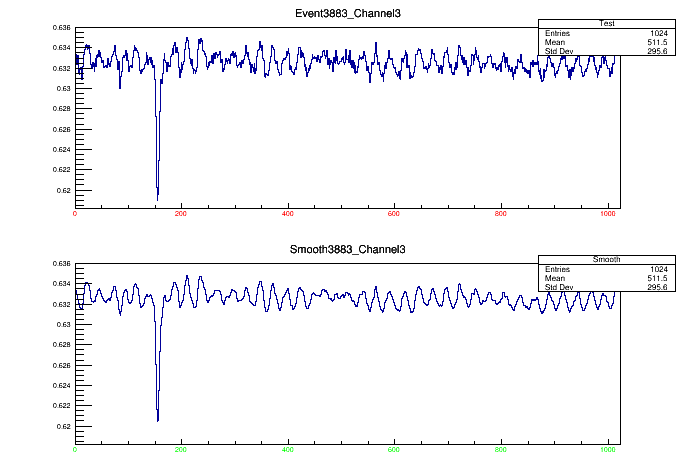 Event3883_Channel3
Test
Entries 1024
Mean 511.5
Std Dev 295.6
0.636
0.634
0.632
0.63
0.628
0.626
0.624
0.622
0.62
0 200 400 600 800 1000
Smooth3883_Channel3
Smooth
Entries 1024
Mean 511.5
Std Dev 295.6
0.636
0.634
0.632
0.63
0.628
0.626
0.624
0.622
0.62
0 200 400 600 800 1000